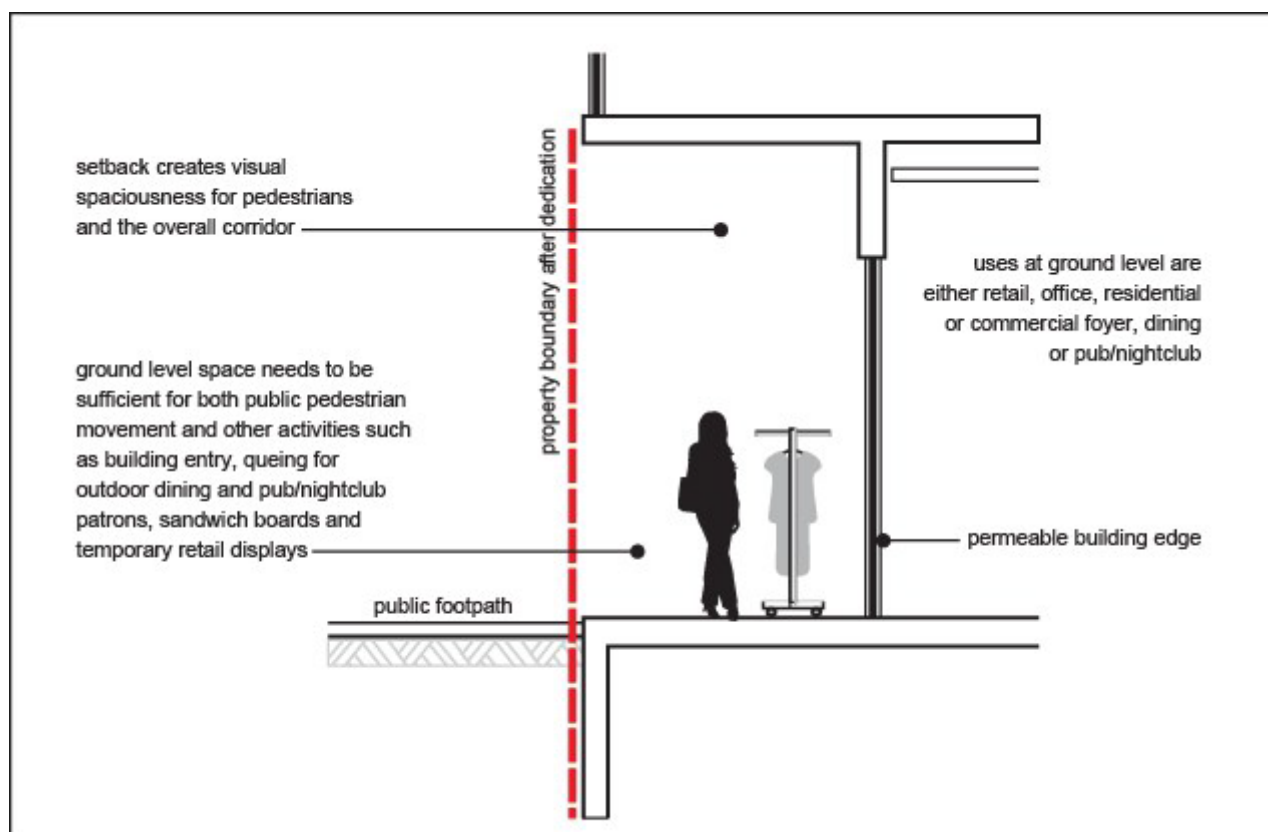 setback creates visual
spaciousness for pedestrians
and the overall corridor
property boundary after dedication
uses at ground level are
either retail, office, residential
or commercial foyer, dining
or pub/nightclub
ground level space needs to be
sufficient for both public pedestrian
movement and other activities such
as building entry, queing for
outdoor dining and pub/nightclub
patrons, sandwich boards and
temporary retail displays
permeable building edge
public footpath